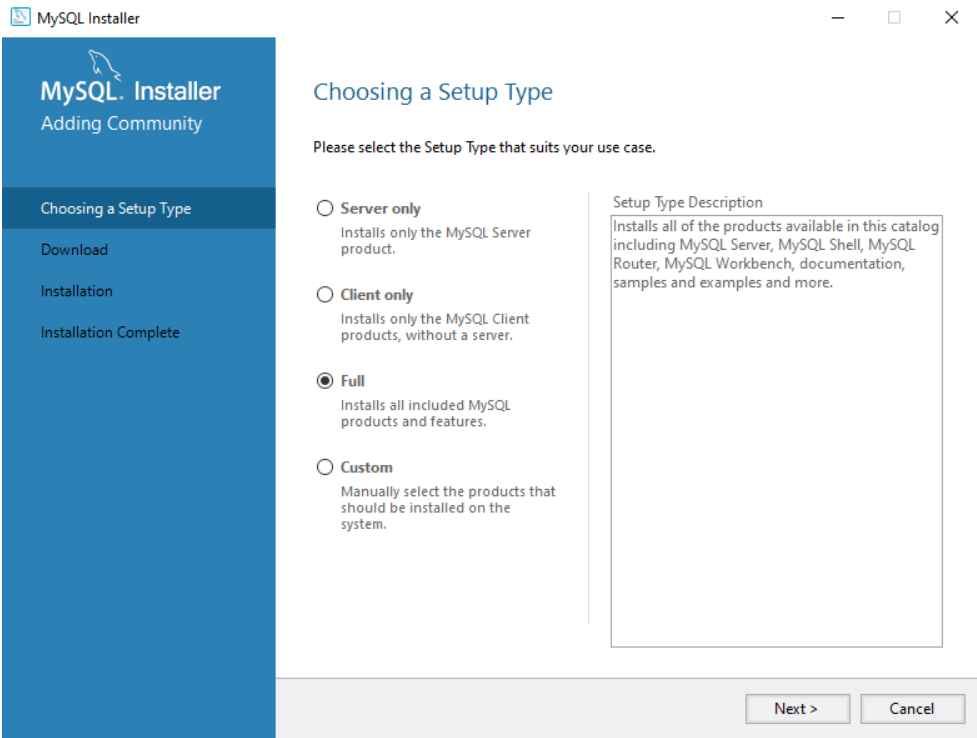 MySQL Installer
MySQL. Installer
Adding Community
Choosing a Setup Type
Download
Installation
Installation Complete
Choosing a Setup Type
Please select the Setup Type that suits your use case.
Server only
Installs only the MySQL Server
product.
Client only
Installs only the MySQL Client
products, without a server.
Full
Installs all included MySQL
products and features.
Custom
Manually select the products that
should be installed on the
system.
Setup Type Description
Installs all of the products available in this catalog
including MySQL Server, MySQL Shell, MySQL
Router, MySQL Workbench, documentation,
samples and examples and more.
Next >
Cancel